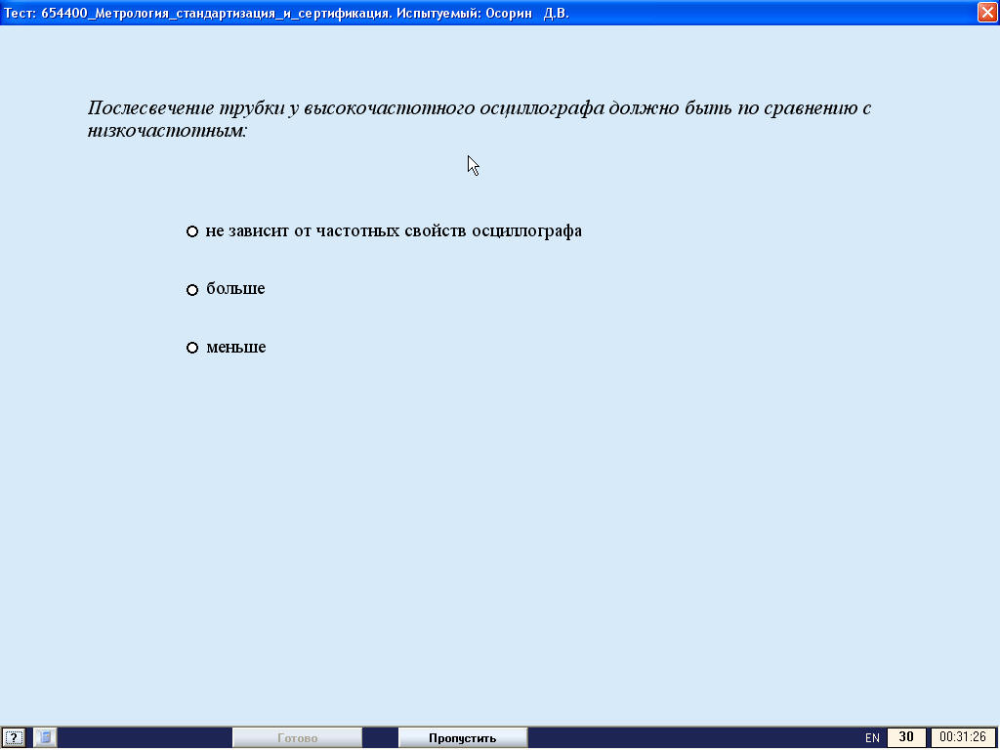 Тест: 654400_Метрология_стандартизация_и_сертификация. Испытуемый: Осорин Д.В.
Послесвечение трубки у высокочастотного осциллографа должно быть по сравнению с
низкочастотным:
не зависит от частотных свойств осциллографа
больше
меньше
? Готово Пропустить EN 30 00:31:26